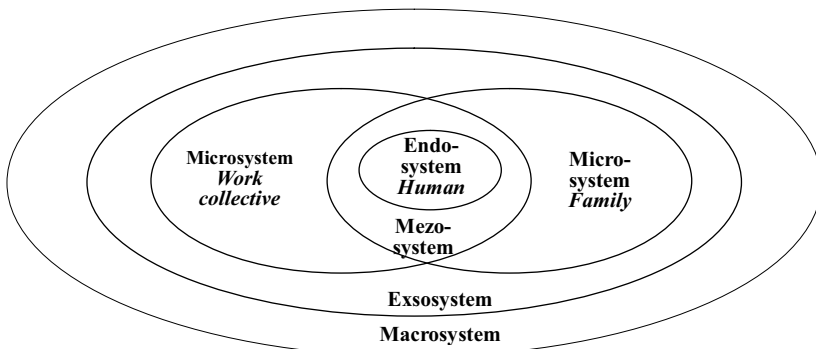 Microsystem
Work
collective
Endo-
system
Human
Mezo-
system
Micro-
system
Family
Exsosystem
Macrosystem